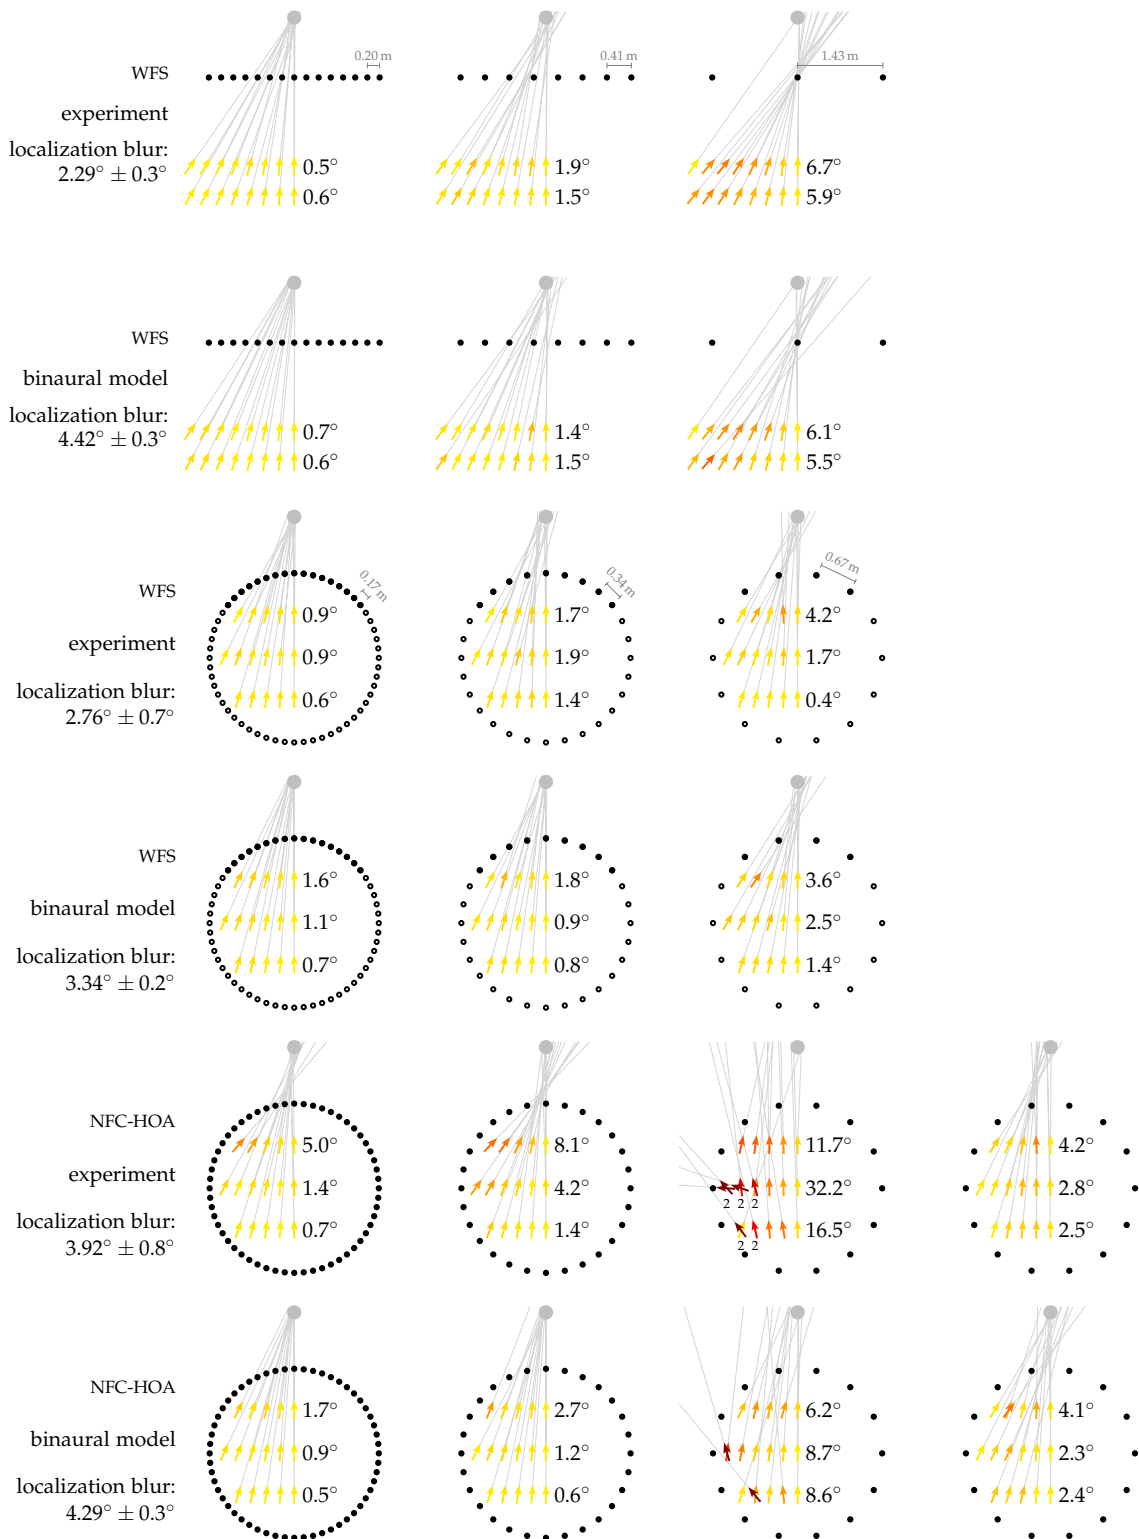 0.20 m 0.41 m 1.43 m
WFS
experiment
localization blur:
2.29° ± 0.3°
0.5° 1.9° 6.7°
0.6° 1.5° 5.9°
WFS
binaural model
localization blur:
4.42° ± 0.3°
0.7° 1.4° 6.1°
0.6° 1.5° 5.5°
0.17 m 0.34 m 0.67 m
WFS
experiment
localization blur:
2.76° ± 0.7°
0.9° 1.7° 4.2°
0.9° 1.9° 1.7°
0.6° 1.4° 0.4°
WFS
binaural model
localization blur:
3.34° ± 0.2°
1.6° 1.8° 3.6°
1.1° 0.9° 2.5°
0.7° 0.8° 1.4°
NFC-HOA
experiment
localization blur:
3.92° ± 0.8°
5.0° 8.1° 11.7° 4.2°
1.4° 4.2° 32.2° 2.8°
2 2 2
0.7° 1.4° 16.5° 2.5°
2 2
NFC-HOA
binaural model
localization blur:
4.29° ± 0.3°
1.7° 2.7° 6.2° 4.1°
0.9° 1.2° 8.7° 2.3°
0.5° 0.6° 8.6° 2.4°